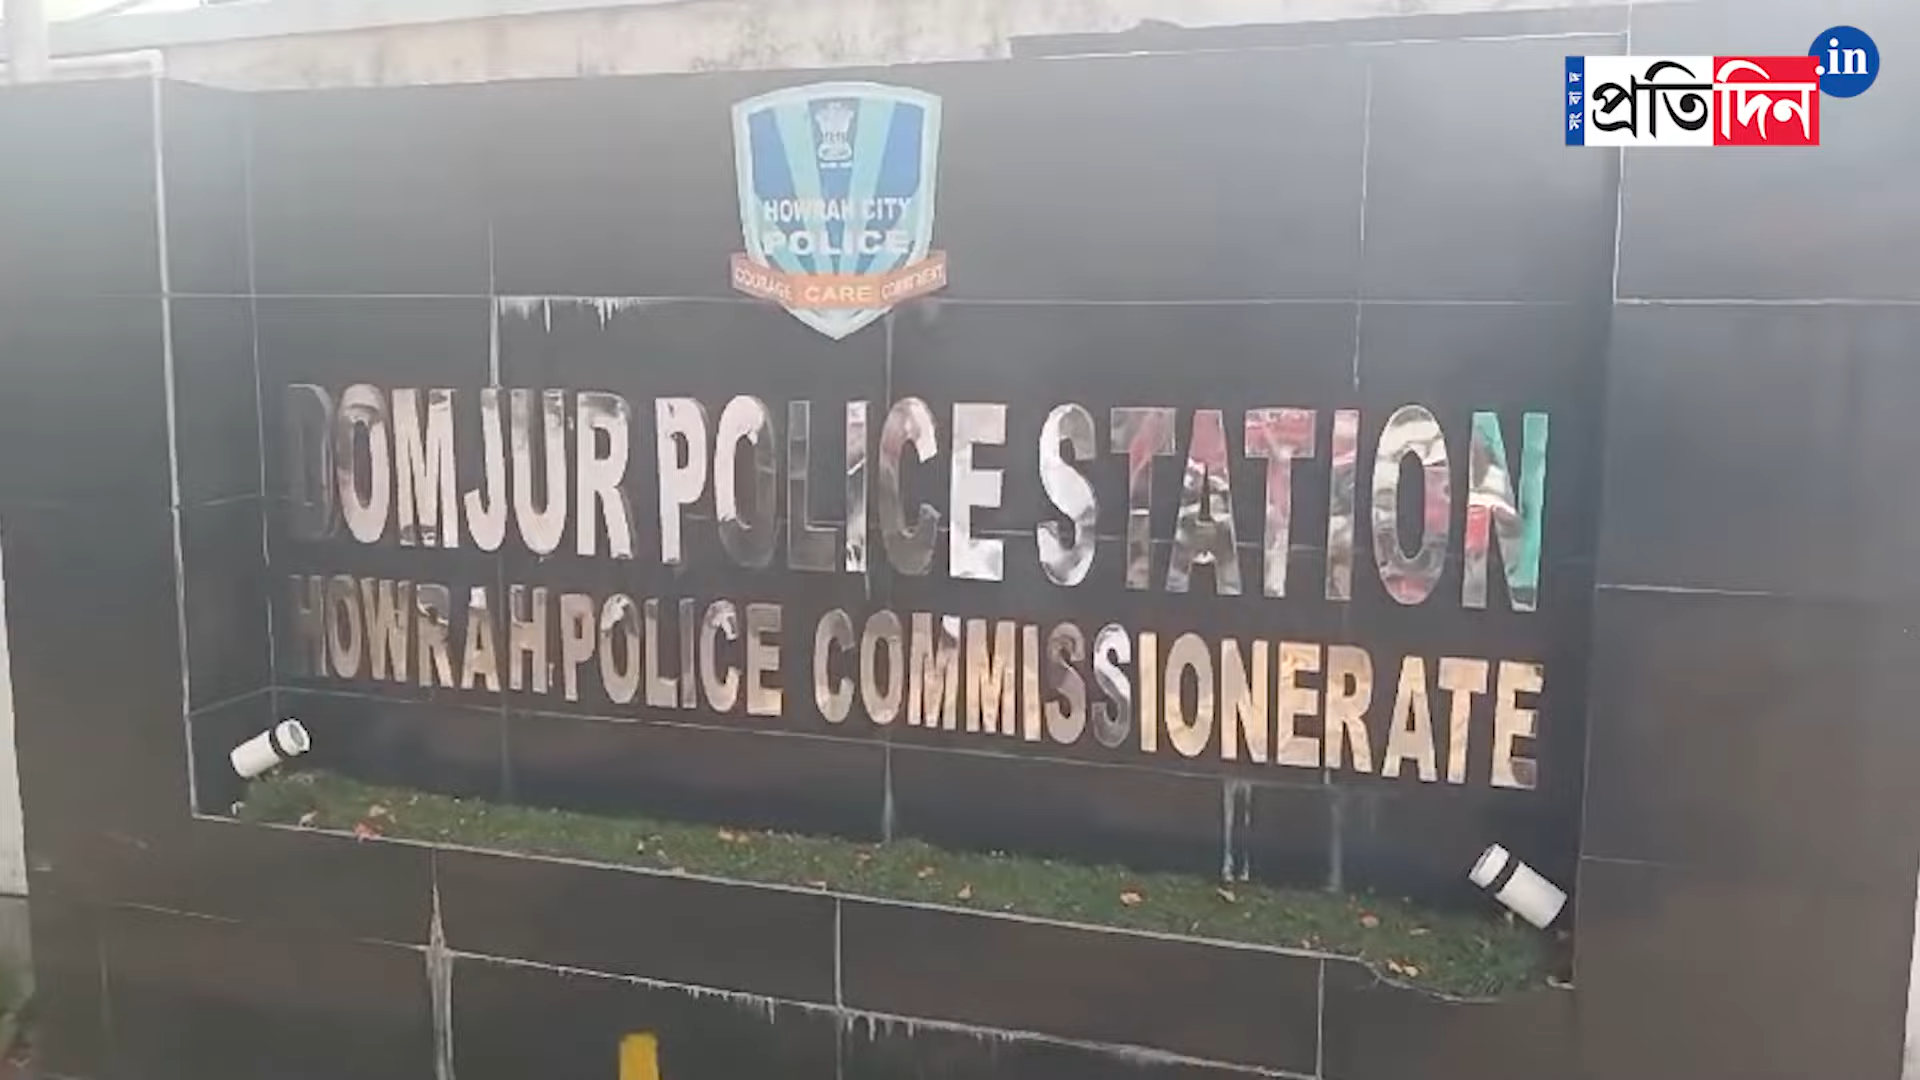 সংবাদ প্রতিদিন .in
HOWRAH CITY
POLICE
COURAGE CARE COMMITMENT
DOMJUR POLICE STATION
HOWRAH POLICE COMMISSIONERATE